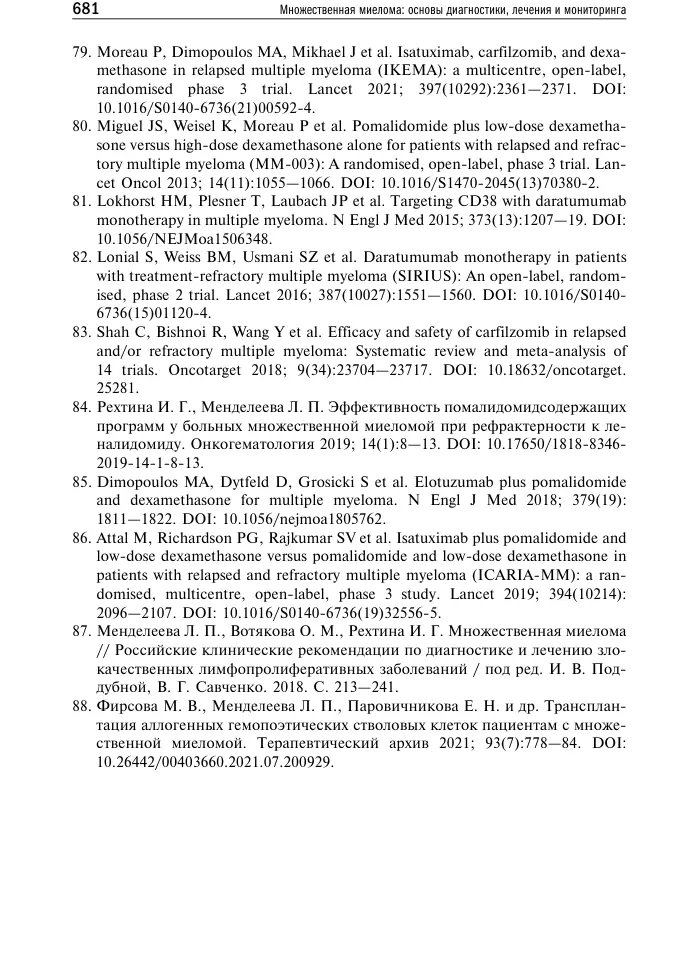 681 Множественная миелома: основы диагностики, лечения и мониторинга
79. Moreau P, Dimopoulos MA, Mikhael J et al. Isatuximab, carfilzomib, and dexa-
methasone in relapsed multiple myeloma (IKEMA): a multicentre, open-label,
randomised phase 3 trial. Lancet 2021; 397(10292):2361—2371. DOI:
10.1016/S0140-6736(21)00592-4.
80. Miguel JS, Weisel K, Moreau P et al. Pomalidomide plus low-dose dexametha-
sone versus high-dose dexamethasone alone for patients with relapsed and refrac-
tory multiple myeloma (MM-003): A randomised, open-label, phase 3 trial. Lan-
cet Oncol 2013; 14(11):1055—1066. DOI: 10.1016/S1470-2045(13)70380-2.
81. Lokhorst HM, Plesner T, Laubach JP et al. Targeting CD38 with daratumumab
monotherapy in multiple myeloma. N Engl J Med 2015; 373(13):1207—19. DOI:
10.1056/NEJMoa1506348.
82. Lonial S, Weiss BM, Usmani SZ et al. Daratumumab monotherapy in patients
with treatment-refractory multiple myeloma (SIRIUS): An open-label, random-
ised, phase 2 trial. Lancet 2016; 387(10027):1551—1560. DOI: 10.1016/S0140-
6736(15)01120-4.
83. Shah C, Bishnoi R, Wang Y et al. Efficacy and safety of carfilzomib in relapsed
and/or refractory multiple myeloma: Systematic review and meta-analysis of
14 trials. Oncotarget 2018; 9(34):23704—23717. DOI: 10.18632/oncotarget.
25281.
84. Рехтина И. Г., Менделеева Л. П. Эффективность помалидомидсодержащих
программ у больных множественной миеломой при рефрактерности к ле-
налидомиду. Онкогематология 2019; 14(1):8—13. DOI: 10.17650/1818-8346-
2019-14-1-8-13.
85. Dimopoulos MA, Dytfeld D, Grosicki S et al. Elotuzumab plus pomalidomide
and dexamethasone for multiple myeloma. N Engl J Med 2018; 379(19):
1811—1822. DOI: 10.1056/nejmoa1805762.
86. Attal M, Richardson PG, Rajkumar SV et al. Isatuximab plus pomalidomide and
low-dose dexamethasone versus pomalidomide and low-dose dexamethasone in
patients with relapsed and refractory multiple myeloma (ICARIA-MM): a ran-
domised, multicentre, open-label, phase 3 study. Lancet 2019; 394(10214):
2096—2107. DOI: 10.1016/S0140-6736(19)32556-5.
87. Менделеева Л. П., Вотякова О. М., Рехтина И. Г. Множественная миелома
// Российские клинические рекомендации по диагностике и лечению зло-
качественных лимфопролиферативных заболеваний / под ред. И. В. Под-
дубной, В. Г. Савченко. 2018. С. 213—241.
88. Фирсова М. В., Менделеева Л. П., Паровичникова Е. Н. и др. Трансплан-
тация аллогенных гемопоэтических стволовых клеток пациентам с множе-
ственной миеломой. Терапевтический архив 2021; 93(7):778—84. DOI:
10.26442/00403660.2021.07.200929.